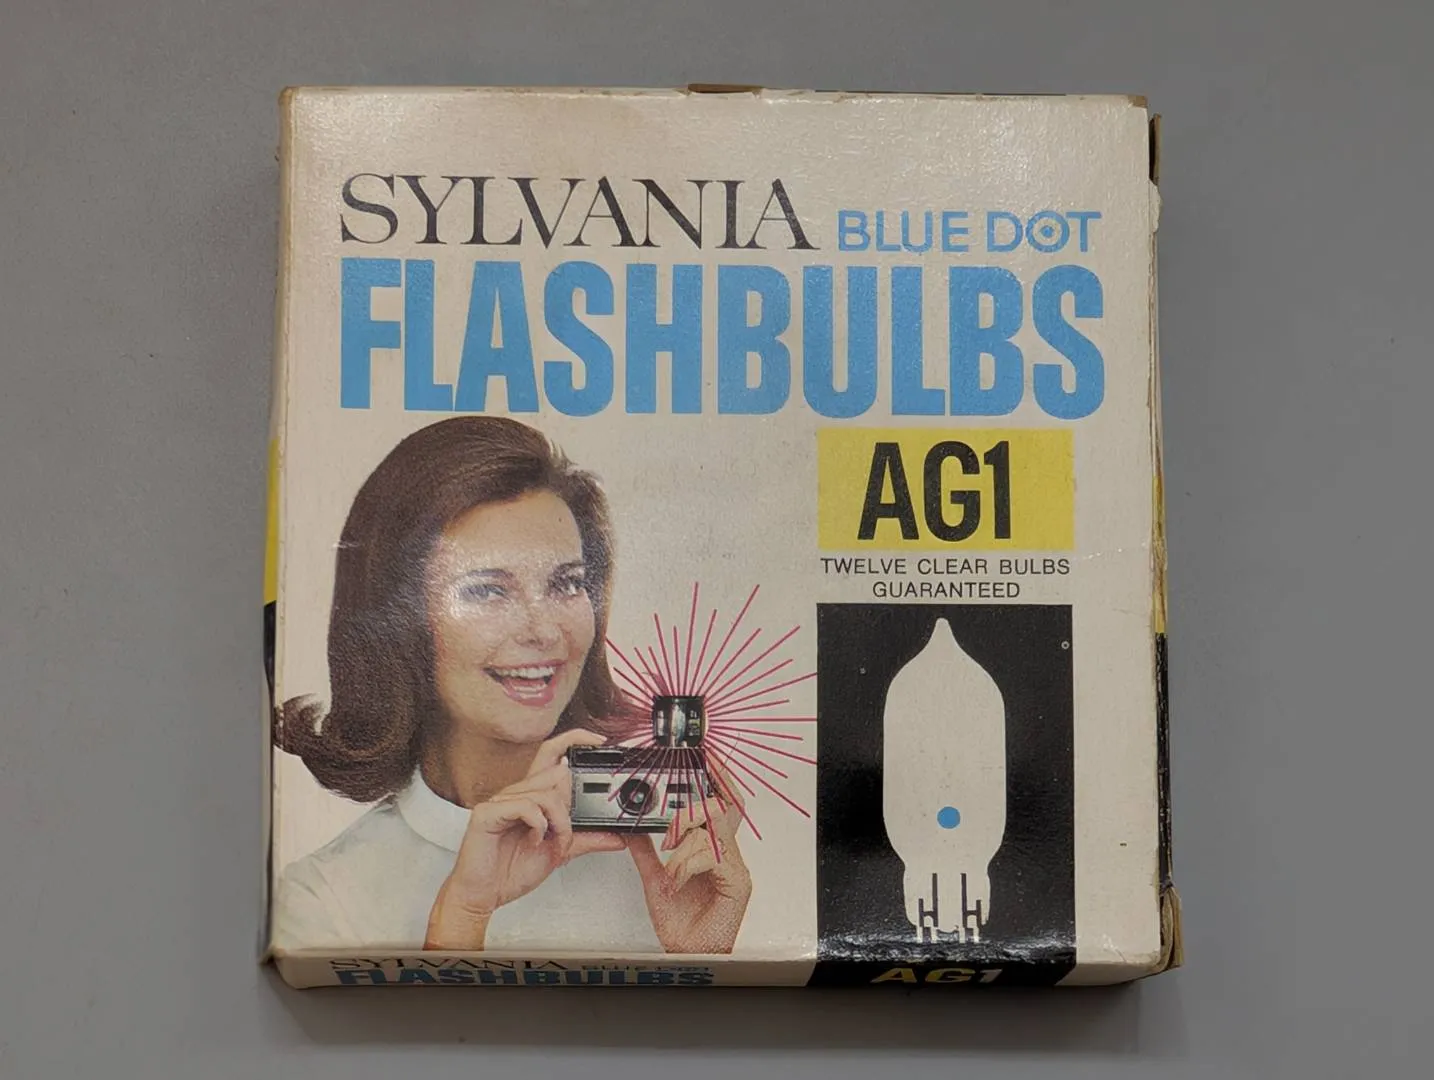 SYLVANIA BLUE DOT
FLASHBULBS
AG1
TWELVE CLEAR BULBS
GUARANTEED
SYLVANIA BLUE DOT
FLASHBULBS
AG1